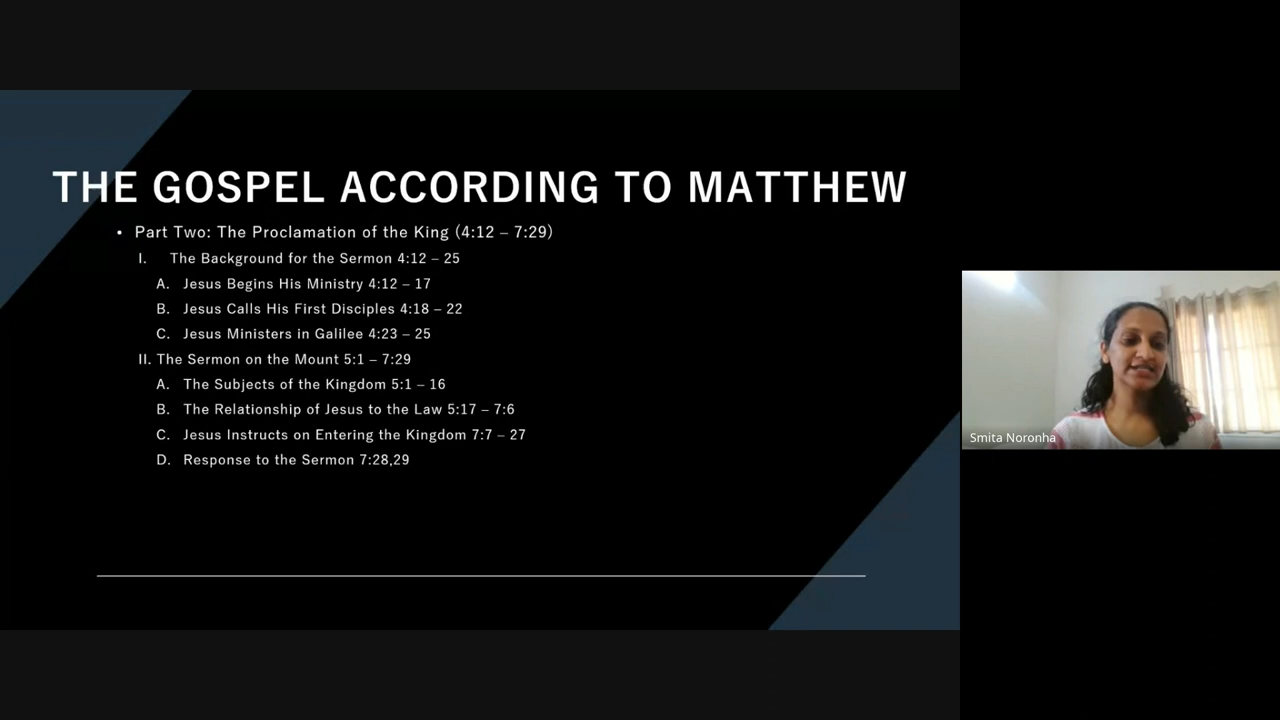 THE GOSPEL ACCORDING TO MATTHEW
• Part Two: The Proclamation of the King (4:12 – 7:29)
I. The Background for the Sermon 4:12 – 25
A. Jesus Begins His Ministry 4:12 – 17
B. Jesus Calls His First Disciples 4:18 – 22
C. Jesus Ministers in Galilee 4:23 – 25
II. The Sermon on the Mount 5:1 – 7:29
A. The Subjects of the Kingdom 5:1 – 16
B. The Relationship of Jesus to the Law 5:17 – 7:6
C. Jesus Instructs on Entering the Kingdom 7:7 – 27
D. Response to the Sermon 7:28,29
Smita Noronha